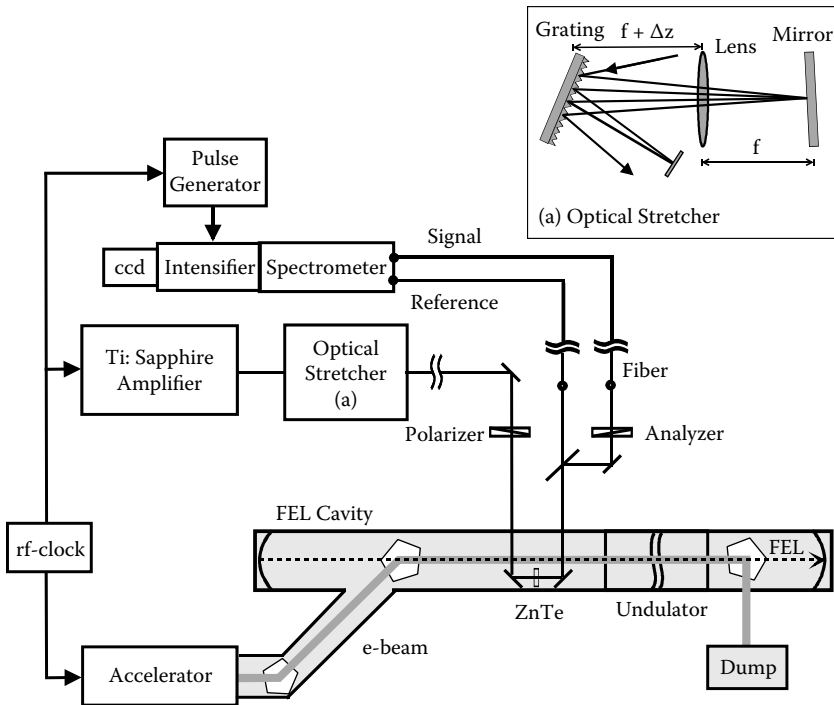 Grating
f + Δz
Lens
Mirror
f
(a) Optical Stretcher
Pulse
Generator
ccd
Intensifier
Spectrometer
Signal
Reference
Ti: Sapphire
Amplifier
Optical
Stretcher
(a)
Fiber
Polarizer
Analyzer
FEL Cavity
rf-clock
FEL
ZnTe
Undulator
e-beam
Accelerator
Dump